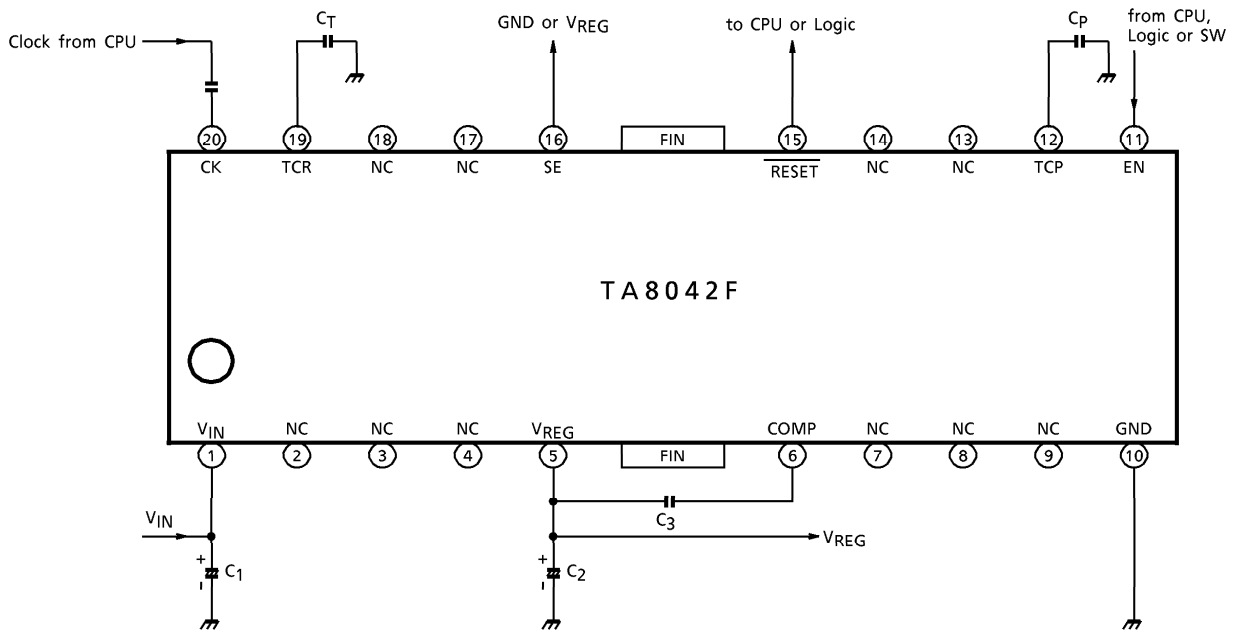 Clock from CPU
CT
GND or VREG
to CPU or Logic
CP
from CPU,
Logic or SW
20 19 18 17 16 FIN 15 14 13 12 11
CK TCR NC NC SE RESET NC NC TCP EN
TA8042F
VIN NC NC NC VREG COMP NC NC NC GND
1 2 3 4 5 FIN 6 7 8 9 10
C3
VIN
VREG
+ C1
-
+ C2
-